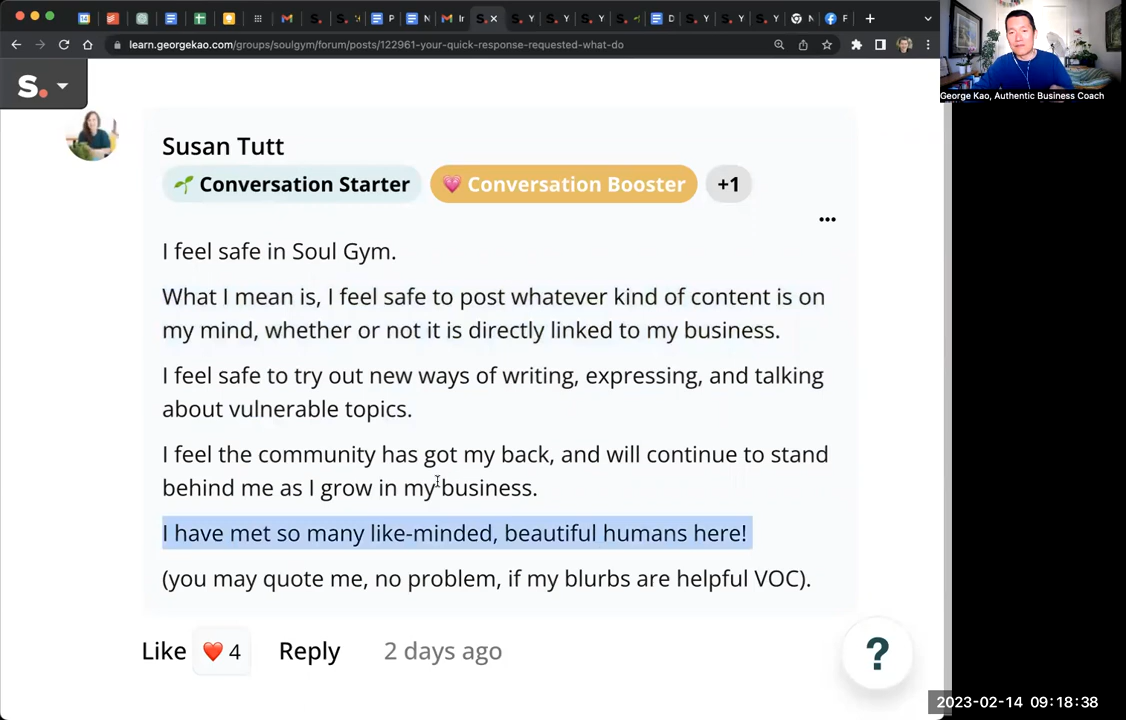 P
N
Ir
S.
Y
Y
Y
D
Y
Y
Y
N
F
learn.georgekao.com/groups/soulgym/forum/posts/122961-your-quick-response-requested-what-do
George Kao, Authentic Business Coach
S.
Susan Tutt
Conversation Starter
Conversation Booster
+1
I feel safe in Soul Gym.
What I mean is, I feel safe to post whatever kind of content is on
my mind, whether or not it is directly linked to my business.
I feel safe to try out new ways of writing, expressing, and talking
about vulnerable topics.
I feel the community has got my back, and will continue to stand
behind me as I grow in my business.
I have met so many like-minded, beautiful humans here!
(you may quote me, no problem, if my blurbs are helpful VOC).
Like
4
Reply
2 days ago
?
2023-02-14 09:18:38